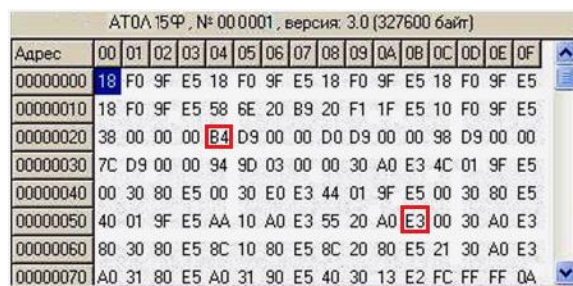 АТОЛ 15Ф, № 000001, версия: 3.0 (327600 байт)
Адрес 00 01 02 03 04 05 06 07 08 09 0A 0B 0C 0D 0E 0F
00000000 18 F0 9F E5 18 F0 9F E5 18 F0 9F E5 18 F0 9F E5
00000010 18 F0 9F E5 58 6E 20 B9 20 F1 1F E5 10 F0 9F E5
00000020 38 00 00 00 B4 D9 00 00 D0 D9 00 00 98 D9 00 00
00000030 7C D9 00 00 94 9D 03 00 00 30 A0 E3 4C 01 9F E5
00000040 00 30 80 E5 00 30 E0 E3 44 01 9F E5 00 30 80 E5
00000050 40 01 9F E5 AA 10 A0 E3 55 20 A0 E3 00 30 A0 E3
00000060 80 30 80 E5 8C 10 80 E5 8C 20 80 E5 21 30 A0 E3
00000070 A0 31 80 E5 A0 31 90 E5 40 30 13 E2 FC FF FF 0A